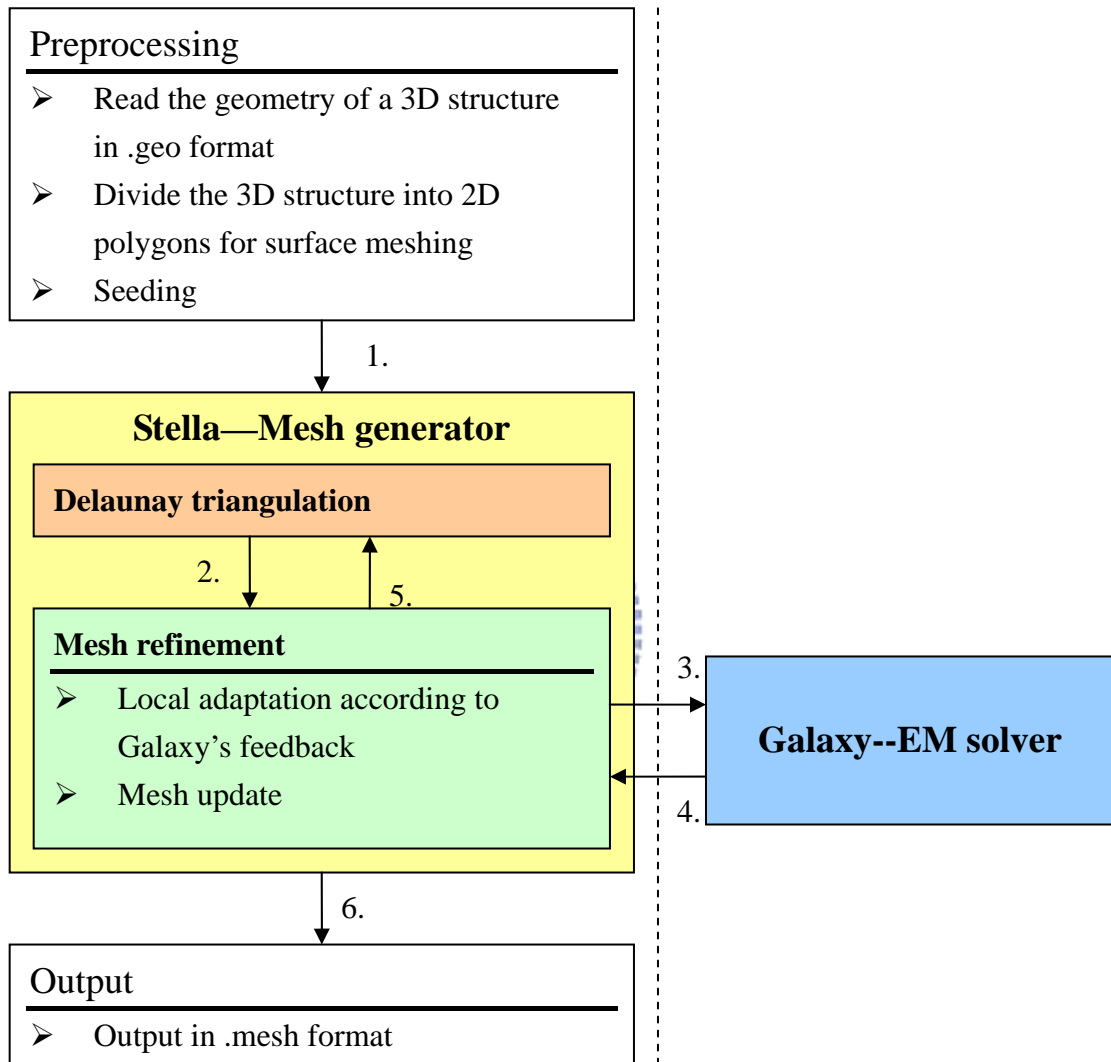 Preprocessing
➢ Read the geometry of a 3D structure
in .geo format
➢ Divide the 3D structure into 2D
polygons for surface meshing
➢ Seeding
1.
Stella—Mesh generator
Delaunay triangulation
2.
5.
Mesh refinement
➢ Local adaptation according to
Galaxy’s feedback
➢ Mesh update
3.
Galaxy--EM solver
4.
6.
Output
➢ Output in .mesh format